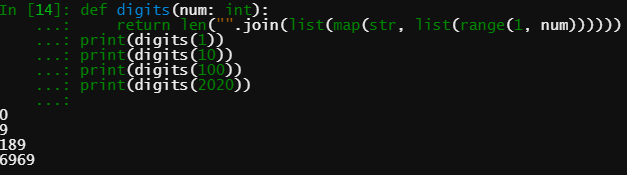 In [14]: def digits(num: int):
    ...:     return len("".join(list(map(str, list(range(1, num))))))
    ...: print(digits(1))
    ...: print(digits(10))
    ...: print(digits(100))
    ...: print(digits(2020))
    ...:
0
9
189
6969